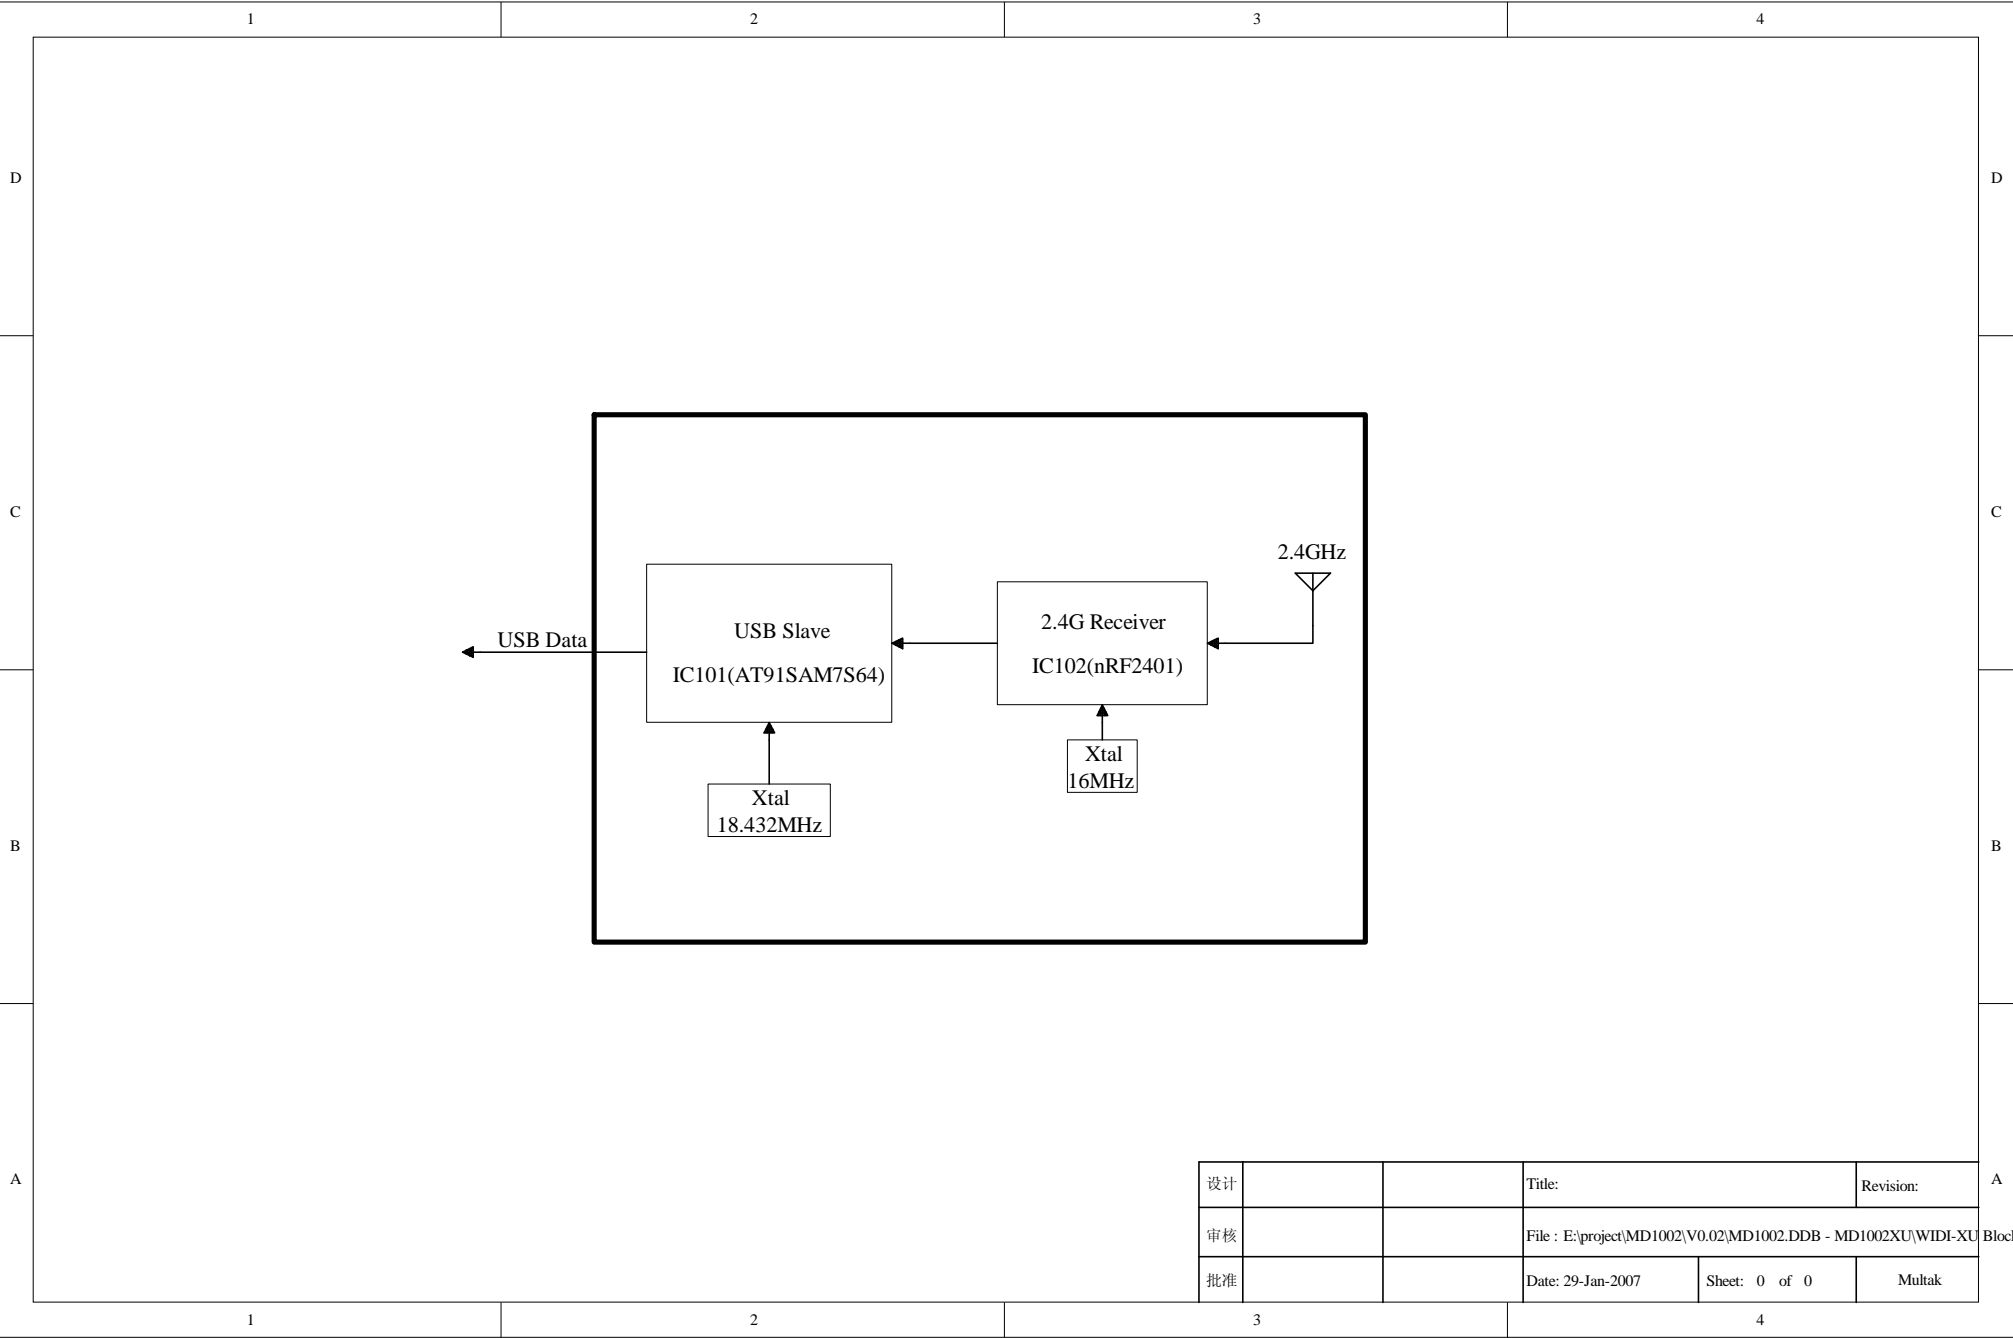 1 2 3 4
D D
C C
2.4GHz
2.4G Receiver
USB Slave
USB Data
IC102(nRF2401)
IC101(AT91SAM7S64)
Xtal
16MHz
Xtal
18.432MHz
B B
A A
设计 Title: Revision:
审核 File : E:\project\MD1002\V0.02\MD1002.DDB - MD1002XU\WIDI-XU Block
批准 Date: 29-Jan-2007 Sheet: 0 of 0 Multak
1 2 3 4